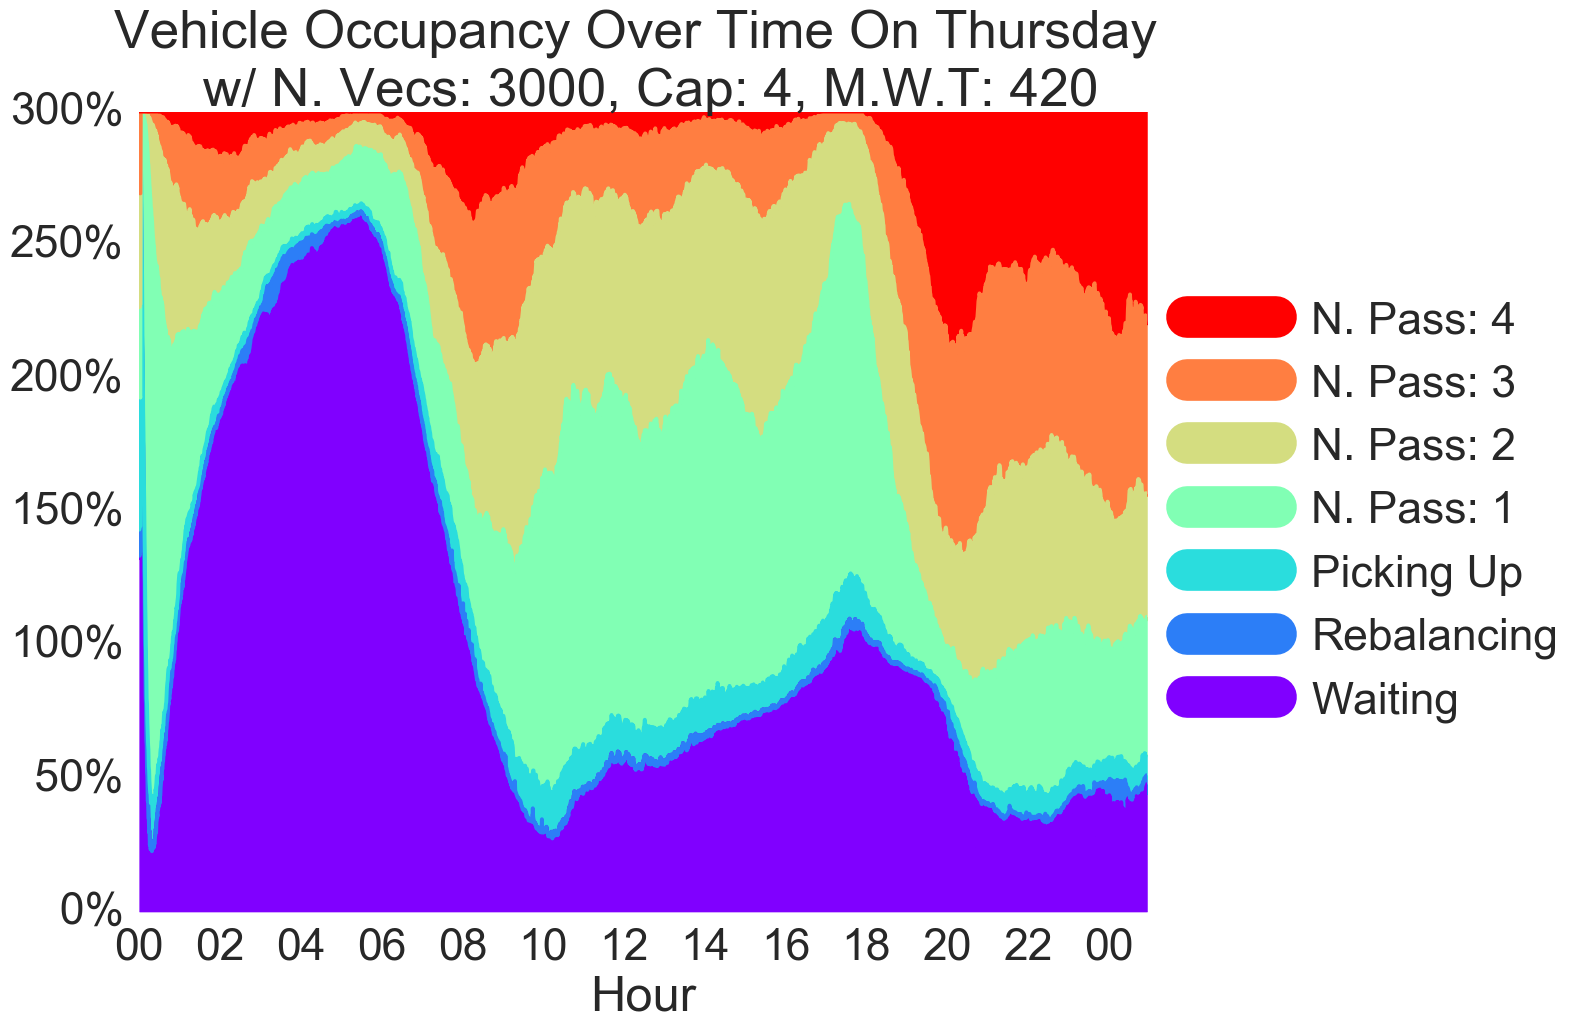 Vehicle Occupancy Over Time On Thursday
w/ N. Vecs: 3000, Cap: 4, M.W.T: 420
300%
250%
200%
150%
100%
50%
0%
00 02 04 06 08 10 12 14 16 18 20 22 00
Hour
N. Pass: 4
N. Pass: 3
N. Pass: 2
N. Pass: 1
Picking Up
Rebalancing
Waiting